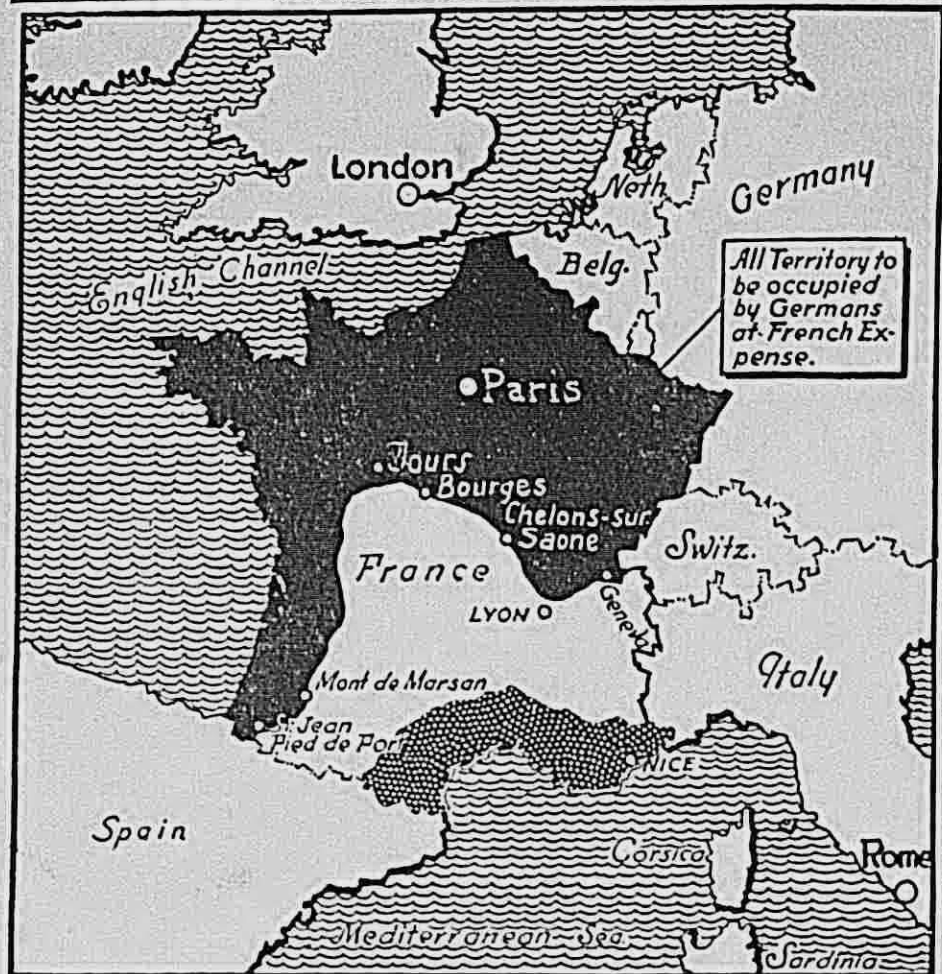 London
Neth.
Germany
English Channel
Belg.
All Territory to
be occupied
by Germans
at French Ex-
pense.
Paris
Tours
Bourges
Chelons-sur
Saone
Switz.
France
LYON
Geneva
Italy
Mont de Marsan
St. Jean
Pied de Port
NICE
Spain
Corsica
Rome
Mediterranean Sea
Sardinia